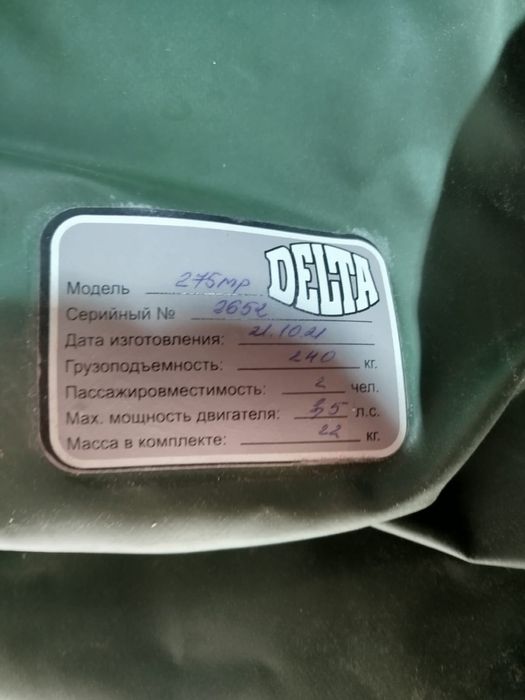 DELTA
Модель 275мр
Серийный № 2652
Дата изготовления: 21.10.21
Грузоподъемность: 240 кг.
Пассажировместимость: 2 чел.
Мах. мощность двигателя: 3,5 л.с.
Масса в комплекте: 22 кг.